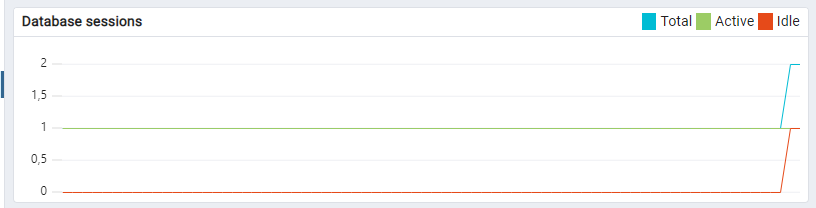 Database sessions
Total Active Idle
2
1,5
1
0,5
0